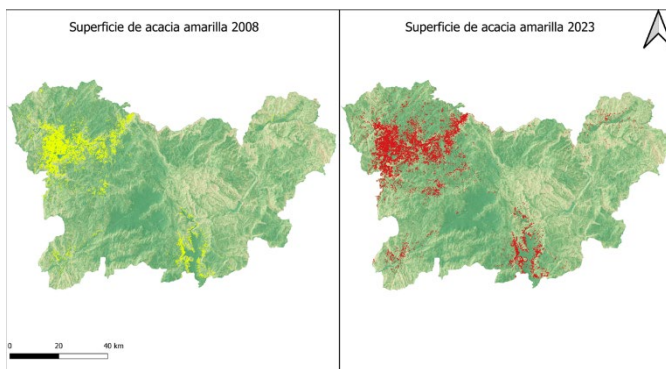 Superficie de acacia amarilla 2008
Superficie de acacia amarilla 2023
0 20 40 km